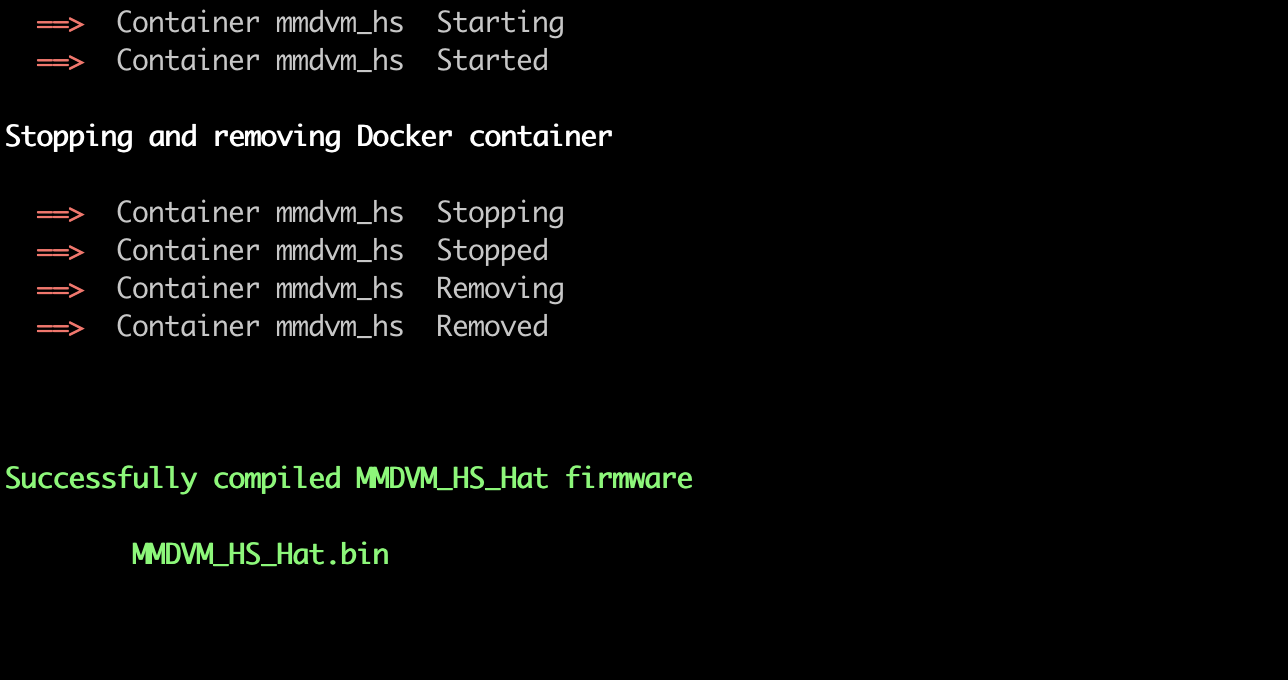 ==>  Container mmdvm_hs  Starting
==>  Container mmdvm_hs  Started
Stopping and removing Docker container
==>  Container mmdvm_hs  Stopping
==>  Container mmdvm_hs  Stopped
==>  Container mmdvm_hs  Removing
==>  Container mmdvm_hs  Removed
Successfully compiled MMDVM_HS_Hat firmware
MMDVM_HS_Hat.bin